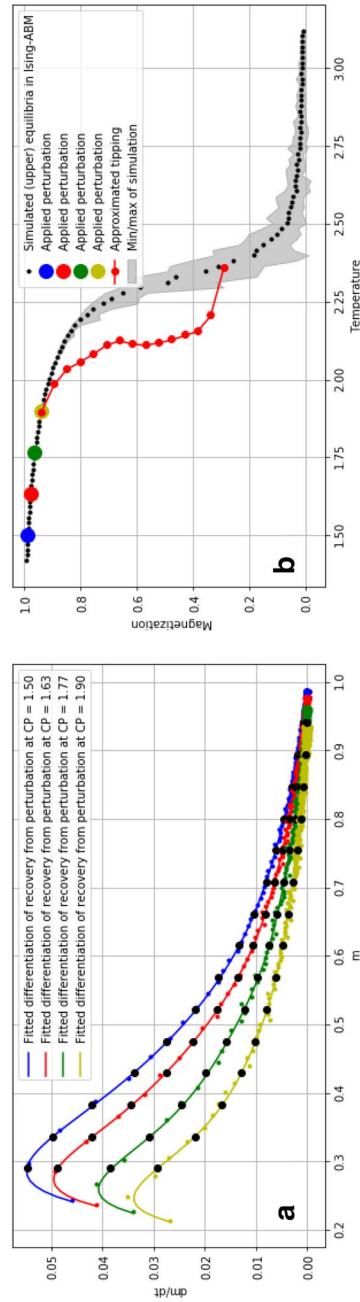 Fitted differentiation of recovery from perturbation at CP = 1.50
Fitted differentiation of recovery from perturbation at CP = 1.63
Fitted differentiation of recovery from perturbation at CP = 1.77
Fitted differentiation of recovery from perturbation at CP = 1.90
dm/dt
0.05
0.04
0.03
0.02
0.01
0.00
0.2 0.3 0.4 0.5 0.6 0.7 0.8 0.9 1.0
m
a
Simulated (upper) equilibria in Ising-ABM
Applied perturbation
Applied perturbation
Applied perturbation
Applied perturbation
Approximated tipping
Min/max of simulation
Magnetization
1.0
0.8
0.6
0.4
0.2
0.0
1.50 1.75 2.00 2.25 2.50 2.75 3.00
Temperature
b